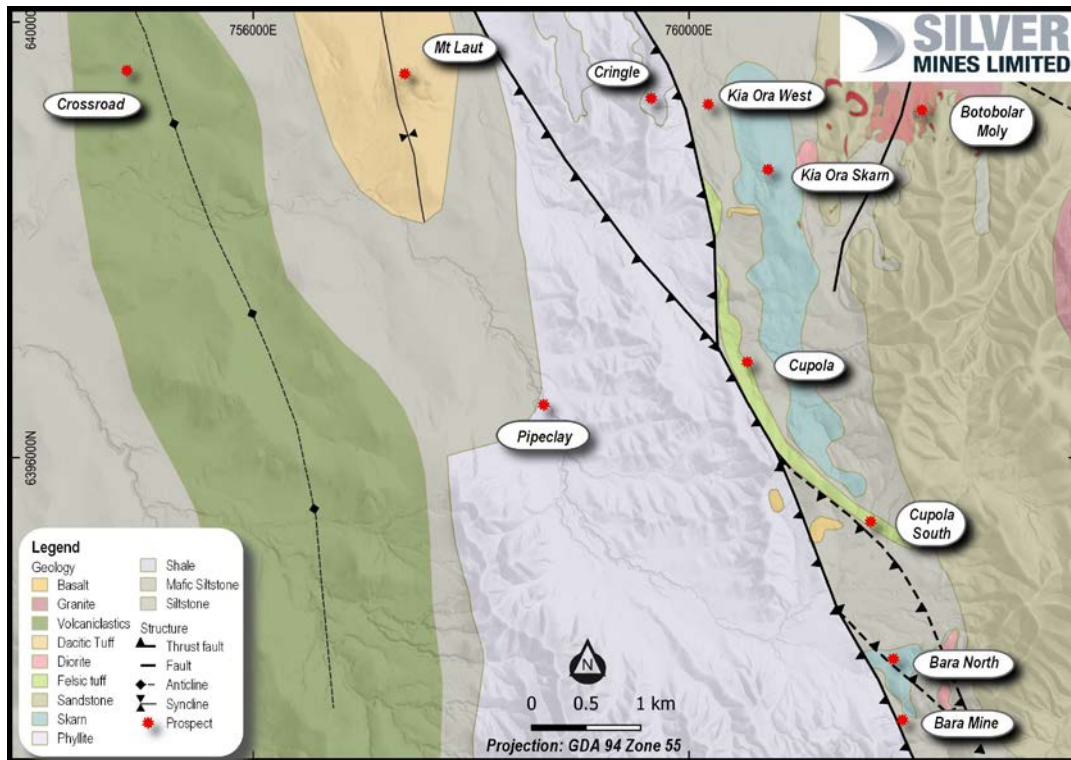 640000
756000E
760000E
SILVER
MINES LIMITED
Mt Laut
Crossroad
Cringle
Kia Ora West
Botobolar
Moly
Kia Ora Skarn
Cupola
Pipeclay
6396000N
Cupola
South
Bara North
Bara Mine
Legend
Geology
Basalt
Granite
Volcaniclastics
Dacitic Tuff
Diorite
Felsic tuff
Sandstone
Skarn
Phyllite
Shale
Mafic Siltstone
Siltstone
Structure
Thrust fault
Fault
Anticline
Syncline
Prospect
N
0 0.5 1 km
Projection: GDA 94 Zone 55